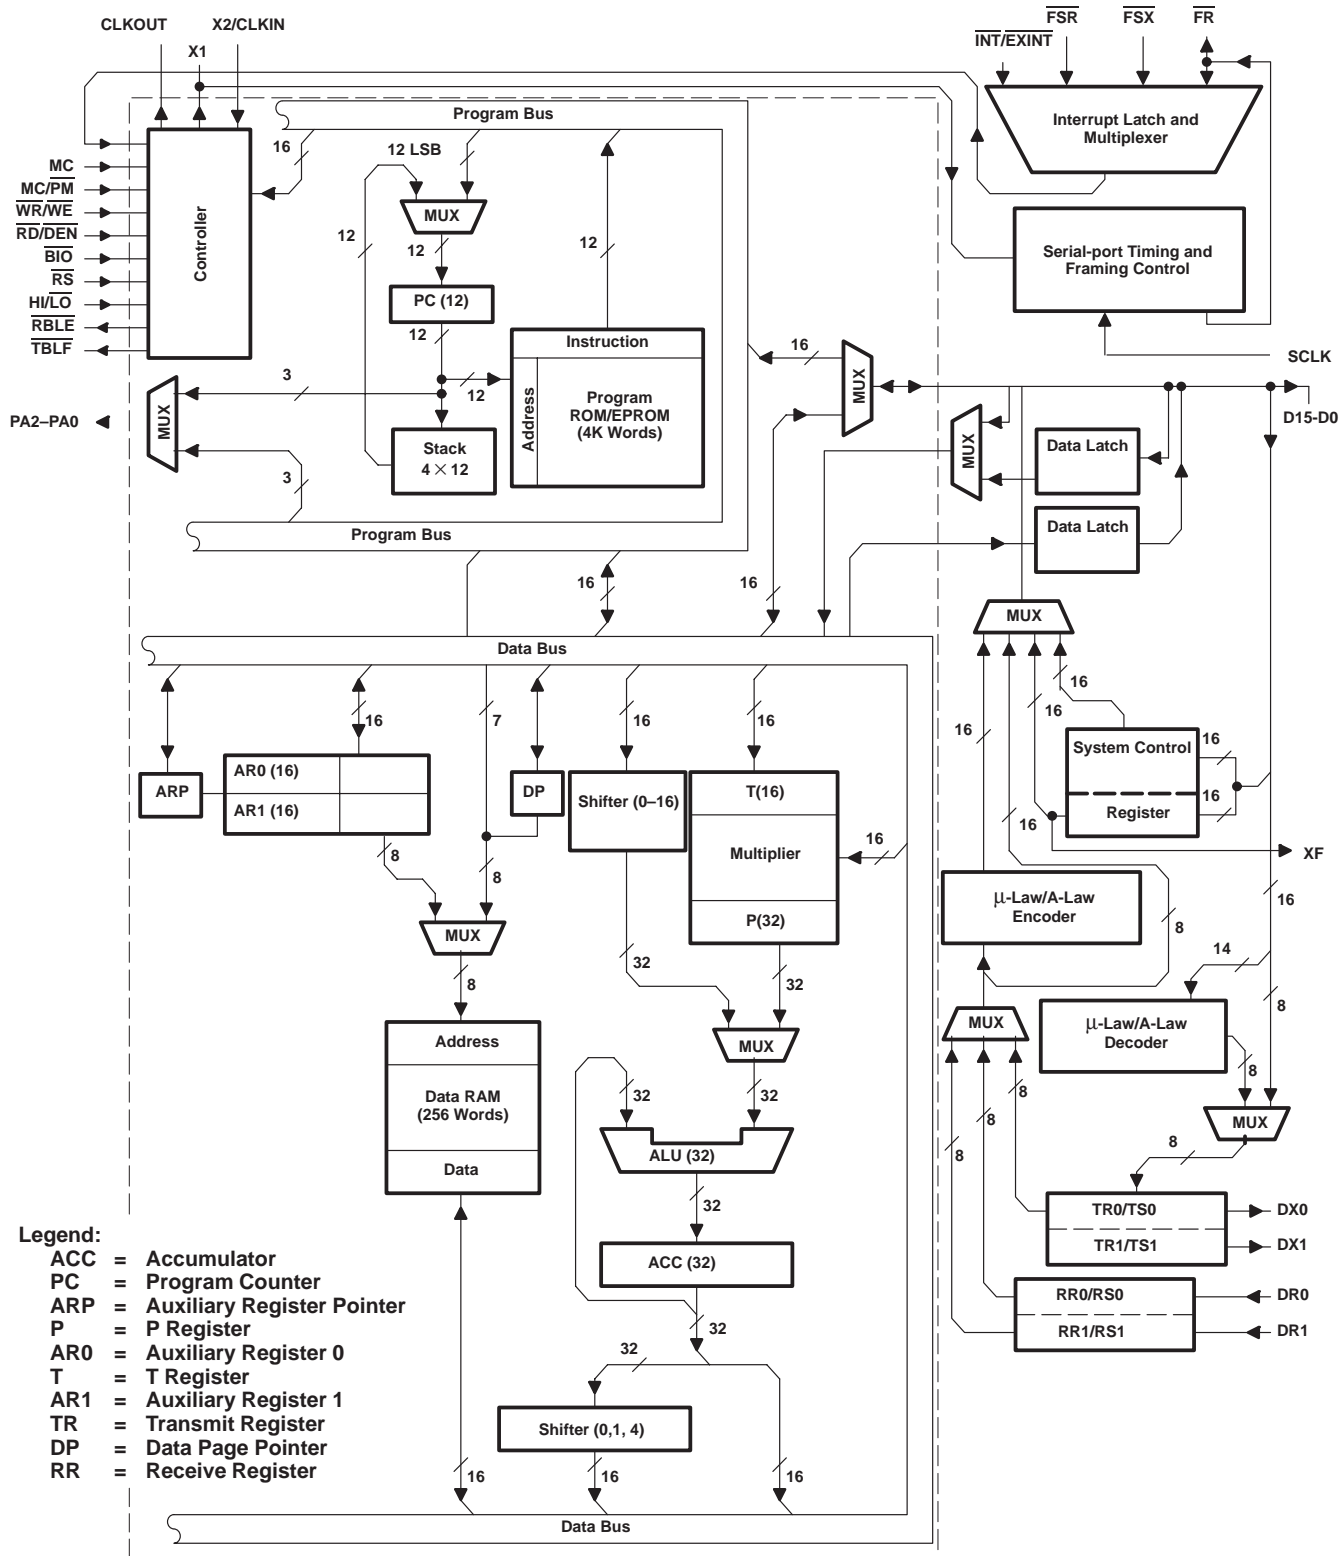 CLKOUT
X2/CLKIN
X1
FSR
FSX
FR
INT/EXINT
Program Bus
Interrupt Latch and
Multiplexer
16
12 LSB
MC
MC/PM
WR/WE
RD/DEN
BIO
RS
HI/LO
RBLE
TBLF
Controller
MUX
12
12
12
Serial-port Timing and
Framing Control
PC (12)
12
Instruction
16
SCLK
3
12
MUX
Address
Program
ROM/EPROM
(4K Words)
MUX
PA2–PA0
D15-D0
Stack
4 × 12
MUX
Data Latch
3
Program Bus
Data Latch
16
16
MUX
Data Bus
16
16
7
16
16
16
16
System Control
16
ARP
AR0 (16)
AR1 (16)
DP
Shifter (0–16)
T(16)
16
Register
16
16
Multiplier
XF
8
8
μ-Law/A-Law
Encoder
16
P(32)
MUX
8
14
32
32
8
8
MUX
μ-Law/A-Law
Decoder
Address
MUX
8
8
Data RAM
(256 Words)
32
32
8
MUX
8
8
ALU (32)
Data
32
TR0/TS0
DX0
TR1/TS1
DX1
ACC (32)
RR0/RS0
DR0
RR1/RS1
DR1
32
32
Shifter (0,1, 4)
16
16
16
Data Bus
Legend:
ACC = Accumulator
PC = Program Counter
ARP = Auxiliary Register Pointer
P = P Register
AR0 = Auxiliary Register 0
T = T Register
AR1 = Auxiliary Register 1
TR = Transmit Register
DP = Data Page Pointer
RR = Receive Register